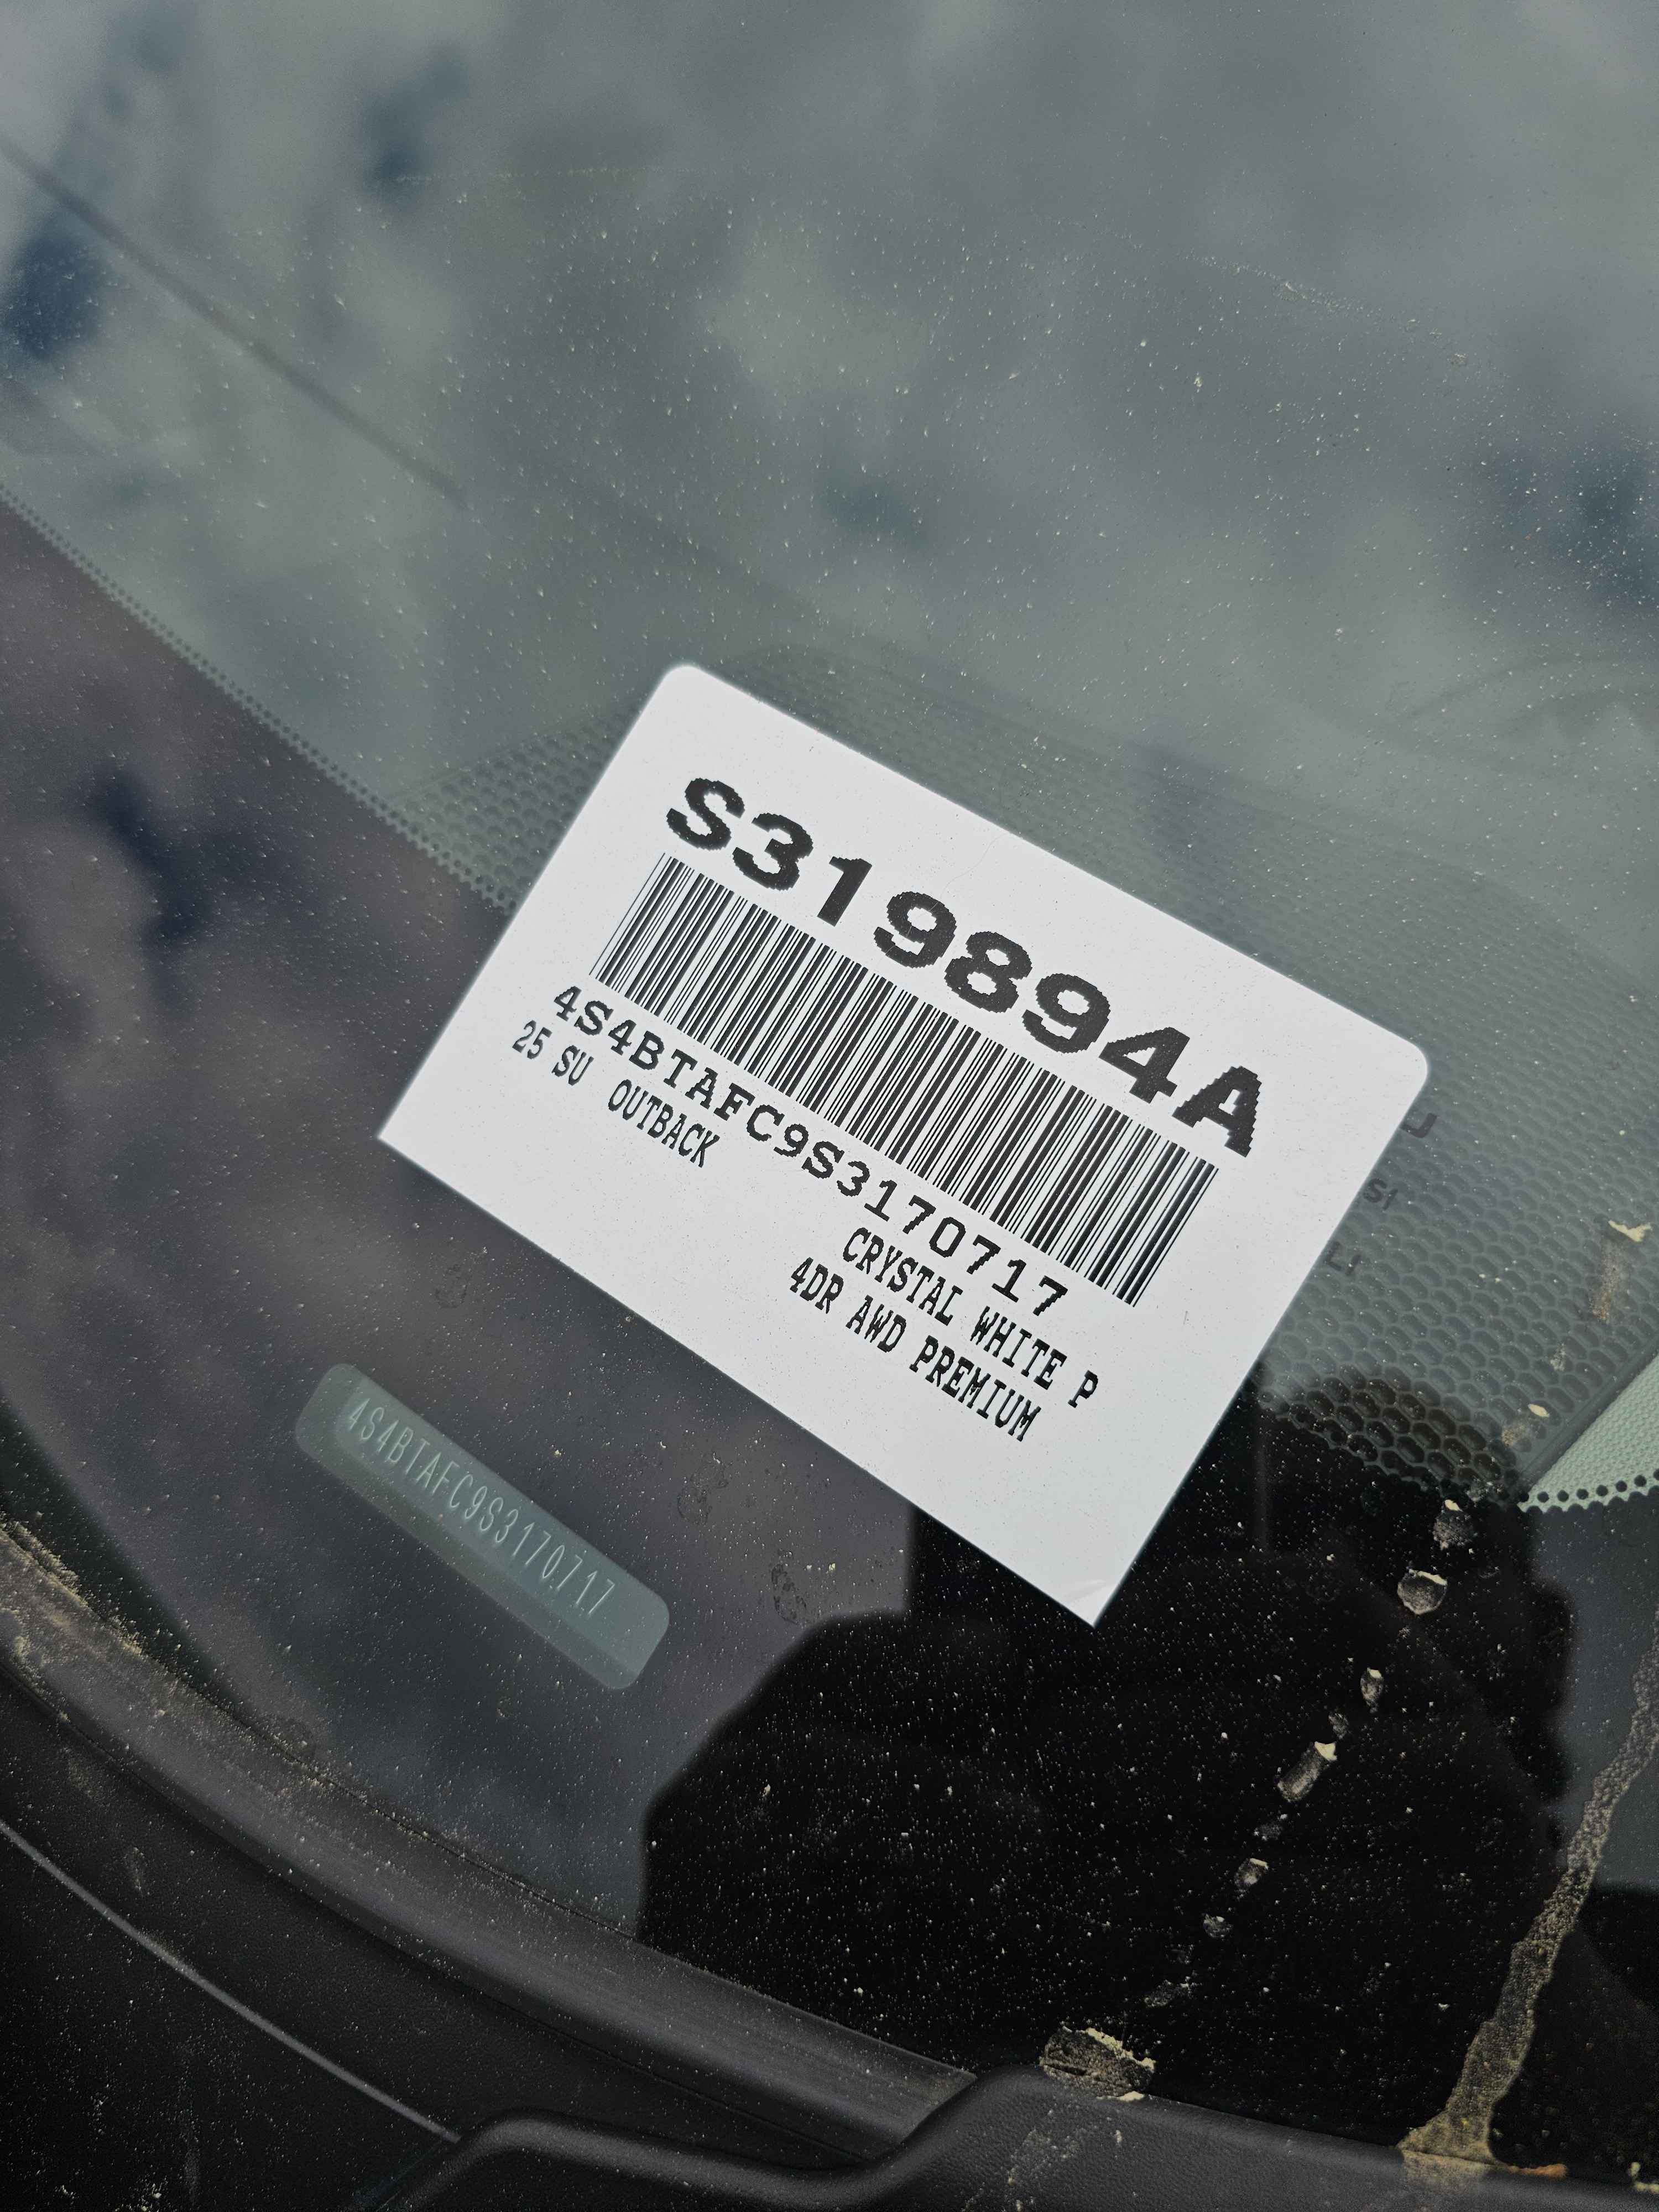 S319894A
4S4BTAFC9S3170717
25 SU OUTBACK
CRYSTAL WHITE P
4DR AWD PREMIUM
4S4BTAFC9S3170717